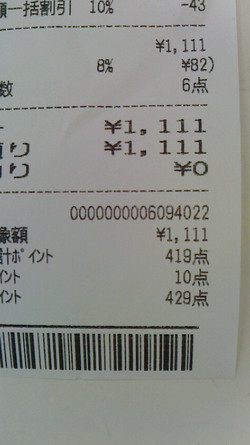 額一括割引 10% -43
¥1,111
8% ¥82)
数 6点
¥1,111
り ¥1,111
り ¥0
0000000006094022
象額 ¥1,111
計ポイント 419点
イント 10点
イント 429点